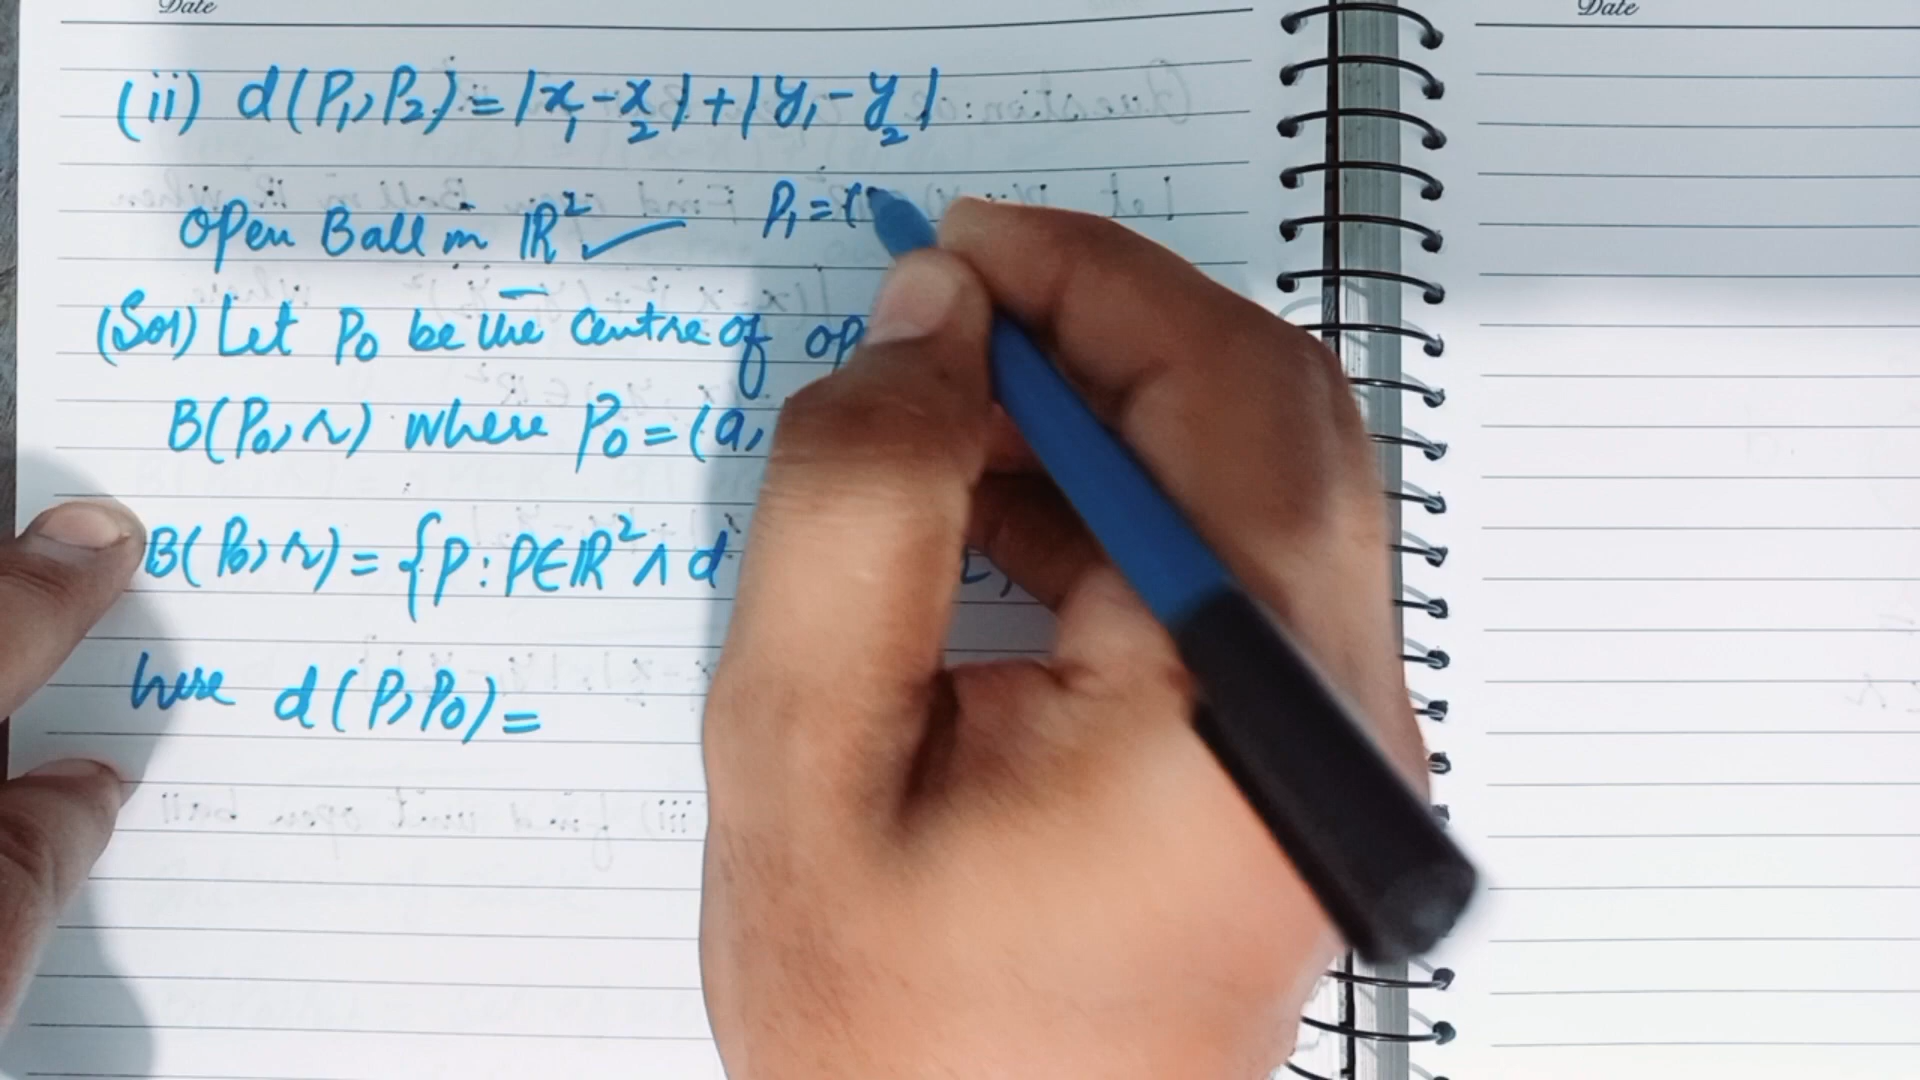 Date
Date
(ii) d(P₁,P₂) = |x₁-x₂|+|y₁-y₂|
Open Ball in ℝ² ✓ P₁=(
(Sol) Let P₀ be the Centre of op
B(P₀,r) where P₀=(a,
B(P₀,r) = {P : P∈ℝ² ∧ d
here d(P,P₀)=